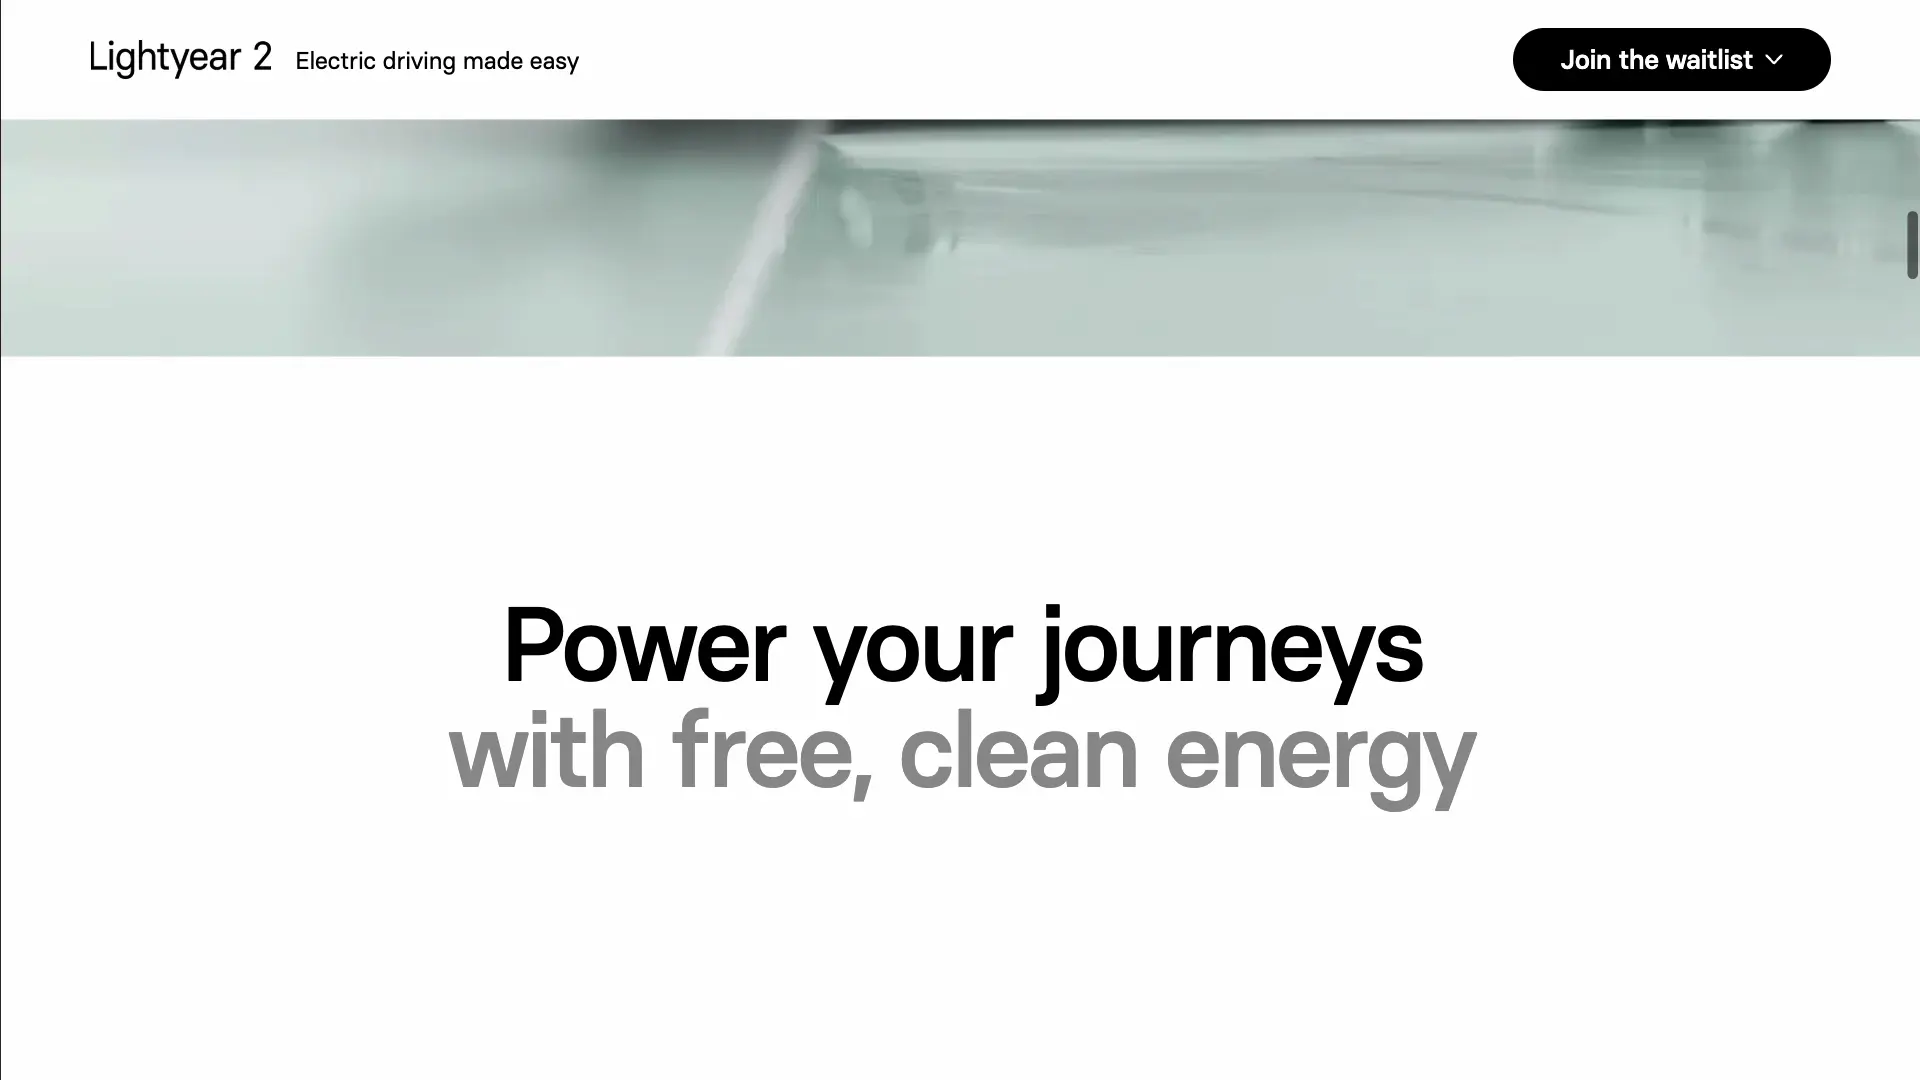 Lightyear 2 Electric driving made easy
Join the waitlist
Power your journeys
with free, clean energy